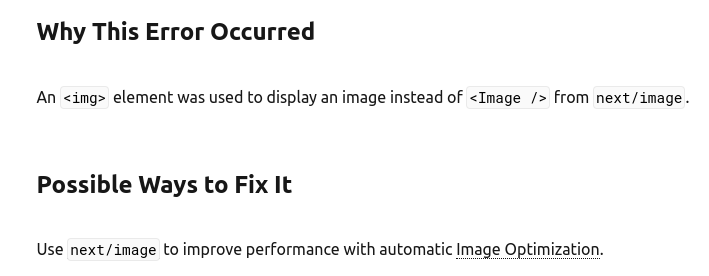 Why This Error Occurred
An <img> element was used to display an image instead of <Image /> from next/image.
Possible Ways to Fix It
Use next/image to improve performance with automatic Image Optimization.